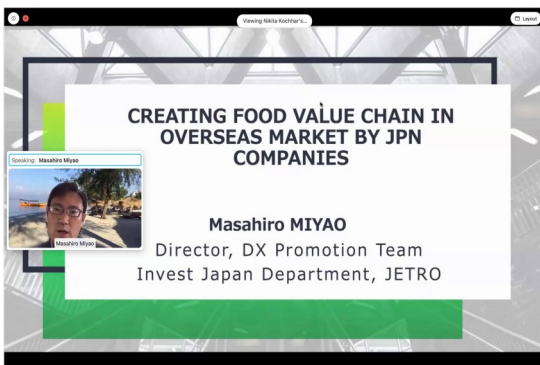 Viewing Nikita Kochhar's...
Layout
CREATING FOOD VALUE CHAIN IN
OVERSEAS MARKET BY JPN
COMPANIES
Speaking: Masahiro Miyao
Masahiro Miyao
Masahiro MIYAO
Director, DX Promotion Team
Invest Japan Department, JETRO